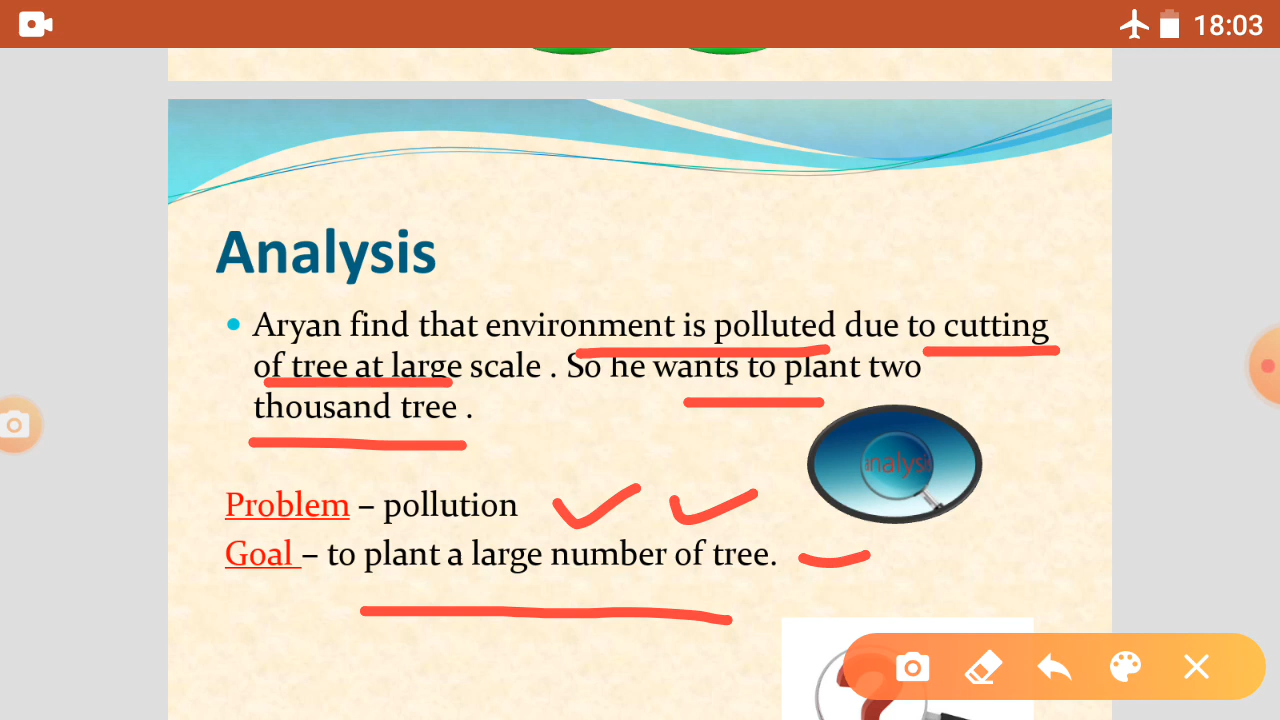 18:03
Analysis
Aryan find that environment is polluted due to cutting
of tree at large scale . So he wants to plant two
thousand tree .
analysis
Problem – pollution
Goal – to plant a large number of tree.